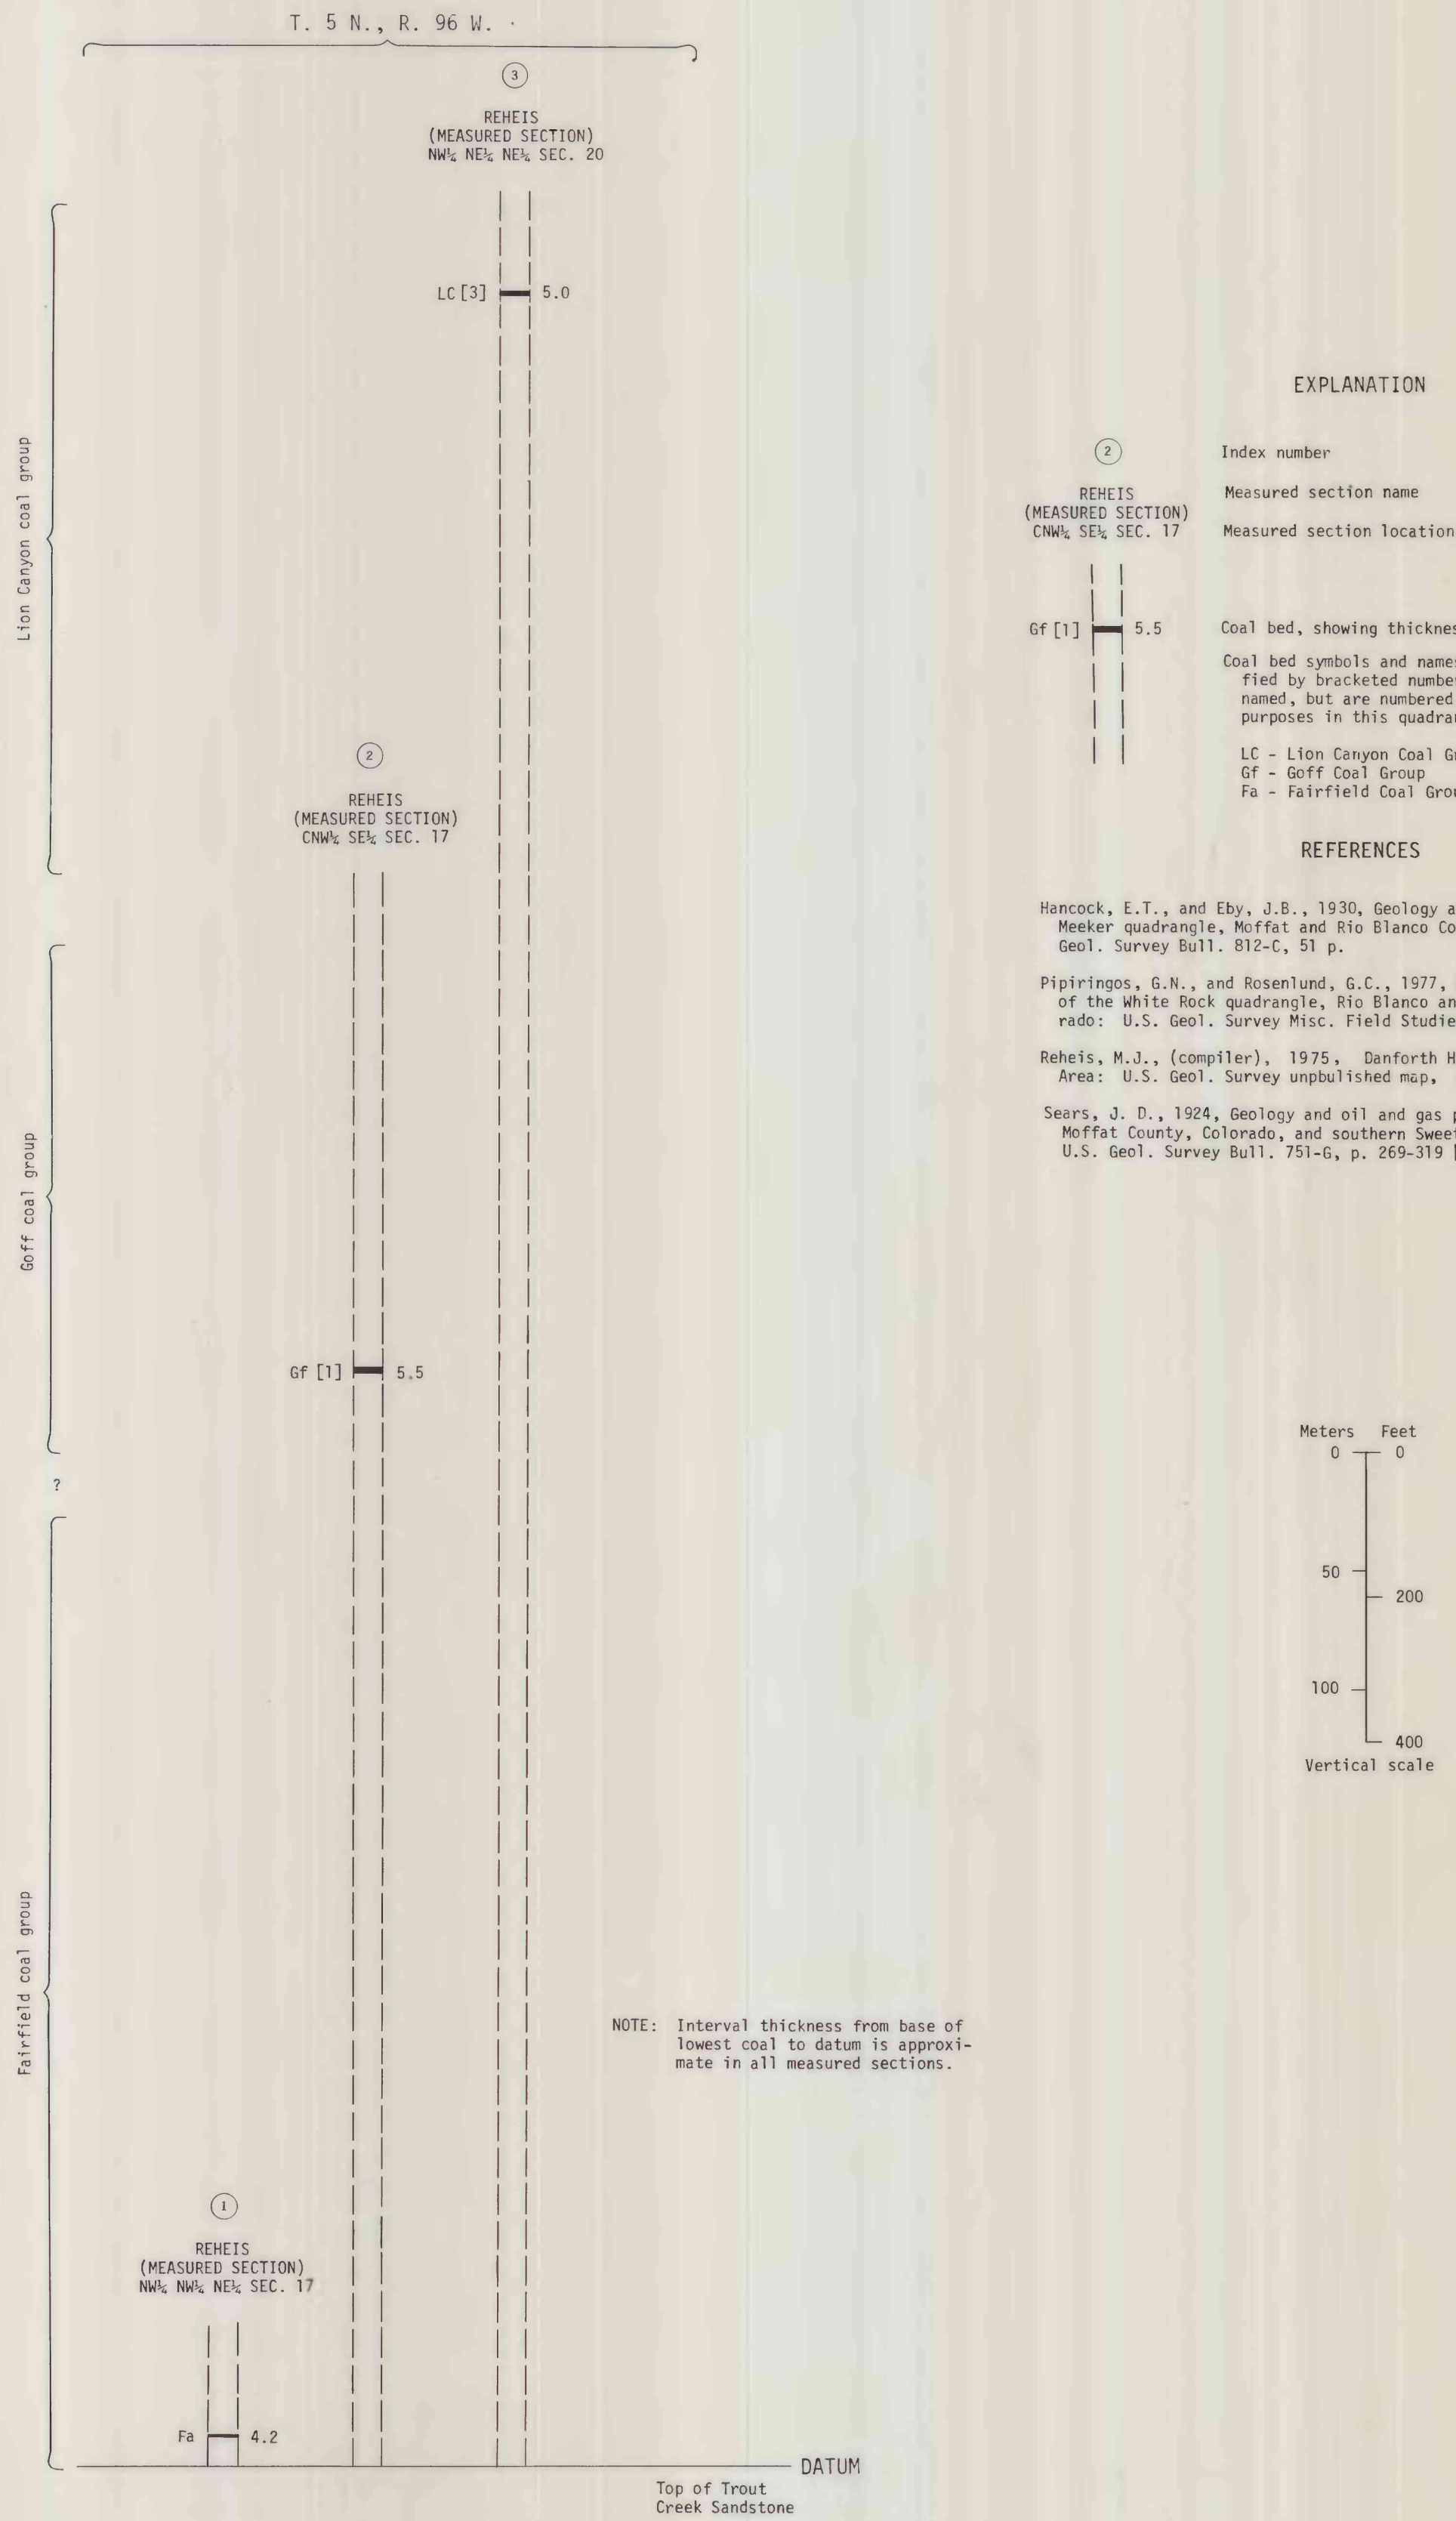 T. 5 N., R. 96 W.
3
REHEIS
(MEASURED SECTION)
NW¼ NE¼ NE¼ SEC. 20
LC [3] 5.0
Lion Canyon coal group
2
REHEIS
(MEASURED SECTION)
CNW¼ SE¼ SEC. 17
Goff coal group
Gf [1] 5.5
?
Fairfield coal group
1
REHEIS
(MEASURED SECTION)
NW¼ NW¼ NE¼ SEC. 17
Fa 4.2
DATUM
Top of Trout
Creek Sandstone
NOTE: Interval thickness from base of
lowest coal to datum is approxi-
mate in all measured sections.
EXPLANATION
2 Index number
REHEIS Measured section name
(MEASURED SECTION)
CNW¼ SE¼ SEC. 17 Measured section location
Gf [1] 5.5 Coal bed, showing
Coal bed symbols and
fied by bracketed
named, but are numbered
purposes in this
LC - Lion Canyon Coal
Gf - Goff Coal Group
Fa - Fairfield Coal
REFERENCES
Hancock, E.T., and Eby, J.B., 1930, Geology
Meeker quadrangle, Moffat and Rio Blanco
Geol. Survey Bull. 812-C, 51 p.
Pipiringos, G.N., and Rosenlund, G.C., 1977,
of the White Rock quadrangle, Rio Blanco
rado: U.S. Geol. Survey Misc. Field
Reheis, M.J., (compiler), 1975, Danforth
Area: U.S. Geol. Survey unpbulished map,
Sears, J. D., 1924, Geology and oil and gas
Moffat County, Colorado, and southern
U.S. Geol. Survey Bull. 751-G, p. 269-319
Meters Feet
0 0
50
200
100
400
Vertical scale